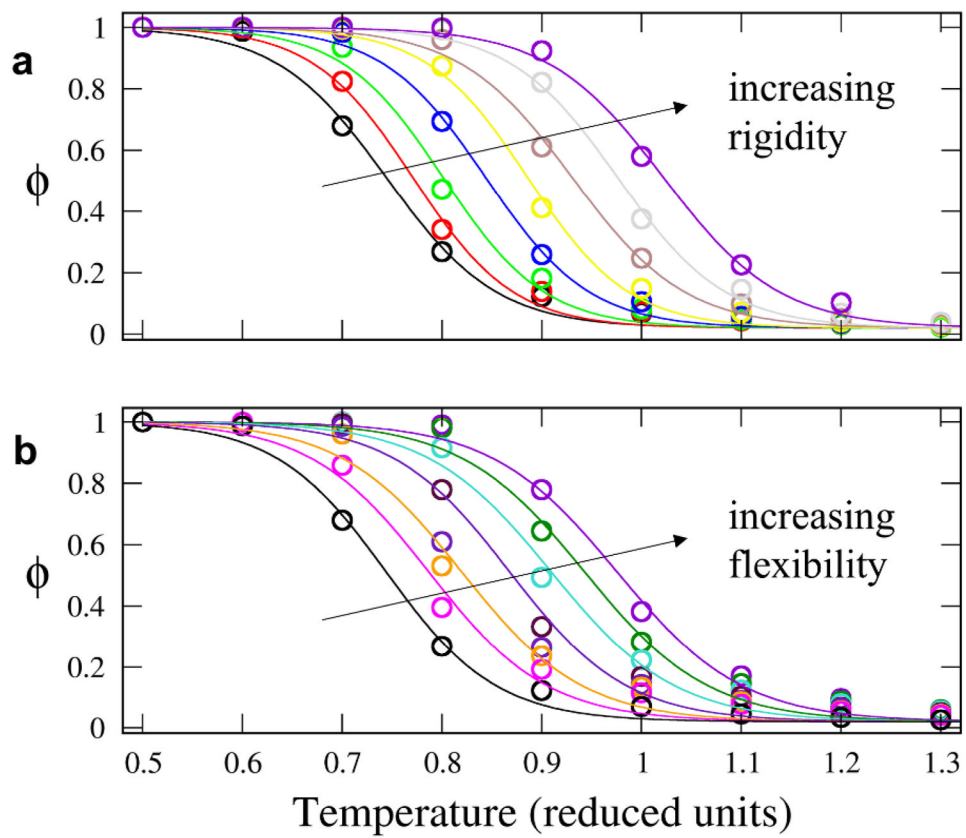 a
1
0.8
0.6
0.4
0.2
0
ϕ
increasing
rigidity
b
1
0.8
0.6
0.4
0.2
0
ϕ
increasing
flexibility
0.5 0.6 0.7 0.8 0.9 1 1.1 1.2 1.3
Temperature (reduced units)